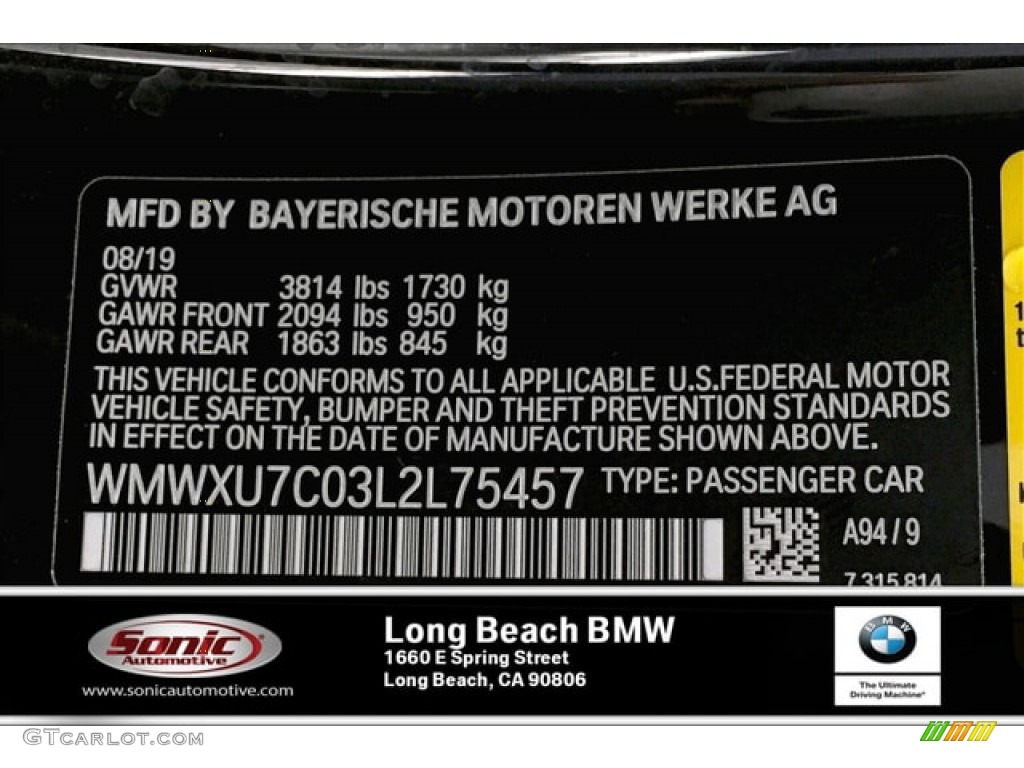 MFD BY BAYERISCHE MOTOREN WERKE AG
08/19
GVWR 3814 lbs 1730 kg
GAWR FRONT 2094 lbs 950 kg
GAWR REAR 1863 lbs 845 kg
THIS VEHICLE CONFORMS TO ALL APPLICABLE U.S.FEDERAL MOTOR
VEHICLE SAFETY, BUMPER AND THEFT PREVENTION STANDARDS
IN EFFECT ON THE DATE OF MANUFACTURE SHOWN ABOVE.
WMWXU7C03L2L75457 TYPE: PASSENGER CAR
A94 / 9
7 315 814
Sonic
Automotive
www.sonicautomotive.com
Long Beach BMW
1660 E Spring Street
Long Beach, CA 90806
BMW
The Ultimate
Driving Machine®
GTCARLOT.COM